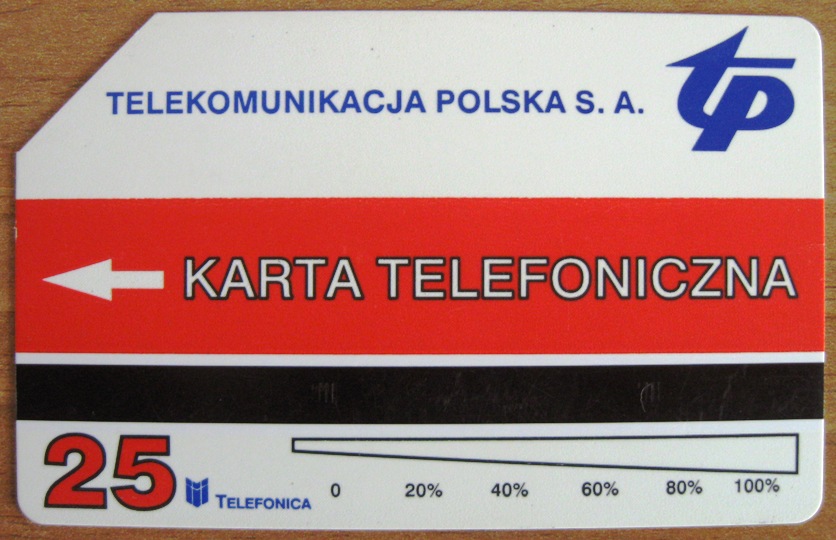 TELEKOMUNIKACJA POLSKA S. A.
tp
KARTA TELEFONICZNA
25
TELEFONICA
0 20% 40% 60% 80% 100%